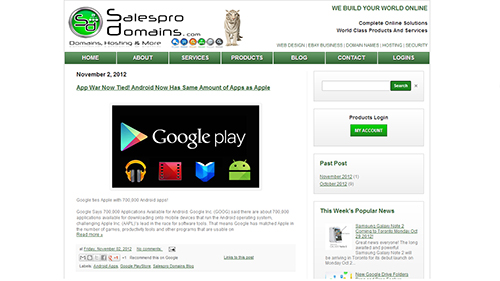 Salespro
Domains.com
Domains, Hosting & More
WE BUILD YOUR WORLD ONLINE
Complete Online Solutions
World Class Products And Services
WEB DESIGN | EBAY BUSINESS | DOMAIN NAMES | HOSTING | SECURITY
HOME ABOUT SERVICES PRODUCTS BLOG CONTACT LOGINS
November 2, 2012
App War Now Tied! Android Now Has Same Amount of Apps as Apple
Google play
Google ties Apple with 700,000 Android apps!
Google Says 700,000 Applications Available for Android. Google Inc. (GOOG) said there are about 700,000
applications available for downloading onto mobile devices that run the Android operating system,
challenging Apple Inc. (AAPL)'s lead in the race for software tools. That means Google has matched Apple in
the number of games, productivity tools and other programs that are usable on
Read more »
at Friday, November 02, 2012 No comments:
+1 Recommend this on Google
Links to this post
Labels: Android Apps, Google PlayStore, Salespro Domains Blog
Search
x
Products Login
MY ACCOUNT
Past Post
November 2012 (1)
October 2012 (9)
This Week's Popular News
Samsung Galaxy Note 2
Coming to Toronto Monday
Oct 29 2012!
Great news everyone! The long
awaited and powerful
Samsung Galaxy Note 2 will
be arriving in Toronto for its debut launch on
Monday Oct 2...
New Google Drive Folders